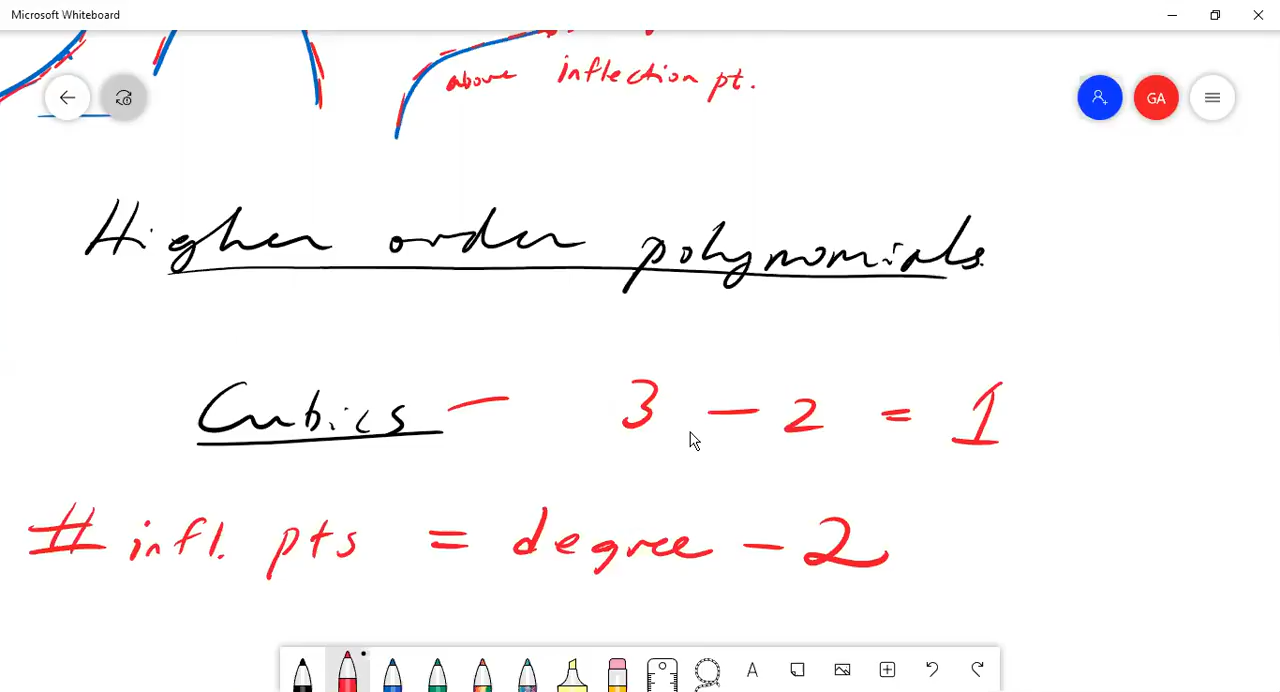 Microsoft Whiteboard
above inflection pt.
GA
Higher order polynomials
Cubics - 3 - 2 = 1
# infl. pts = degree - 2
A